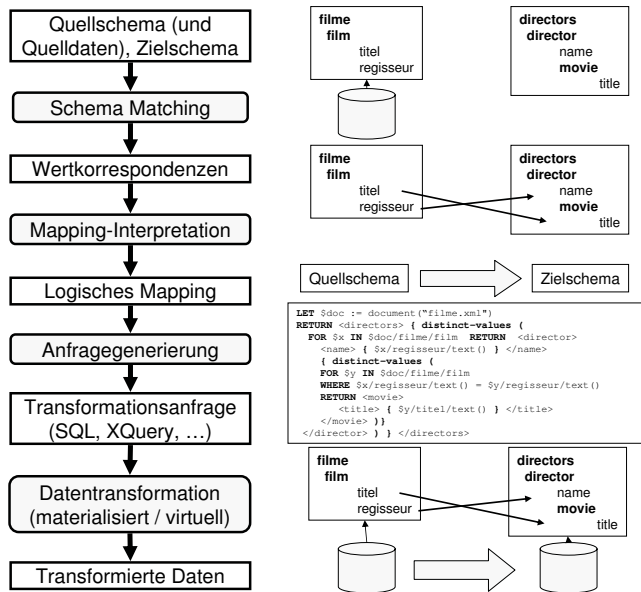 Quellschema (und
Quelldaten), Zielschema
Schema Matching
Wertkorrespondenzen
Mapping-Interpretation
Logisches Mapping
Anfragegenerierung
Transformationsanfrage
(SQL, XQuery, …)
Datentransformation
(materialisiert / virtuell)
Transformierte Daten
filme
film
titel
regisseur
directors
director
name
movie
title
filme
film
titel
regisseur
directors
director
name
movie
title
Quellschema
Zielschema
LET $doc := document("filme.xml")
RETURN <directors> { distinct-values (
FOR $x IN $doc/filme/film RETURN <director>
<name> { $x/regisseur/text() } </name>
{ distinct-values (
FOR $y IN $doc/filme/film
WHERE $x/regisseur/text() = $y/regisseur/text()
RETURN <movie>
<title> { $y/titel/text() } </title>
</movie> )}
</director> ) } </directors>
filme
film
titel
regisseur
directors
director
name
movie
title